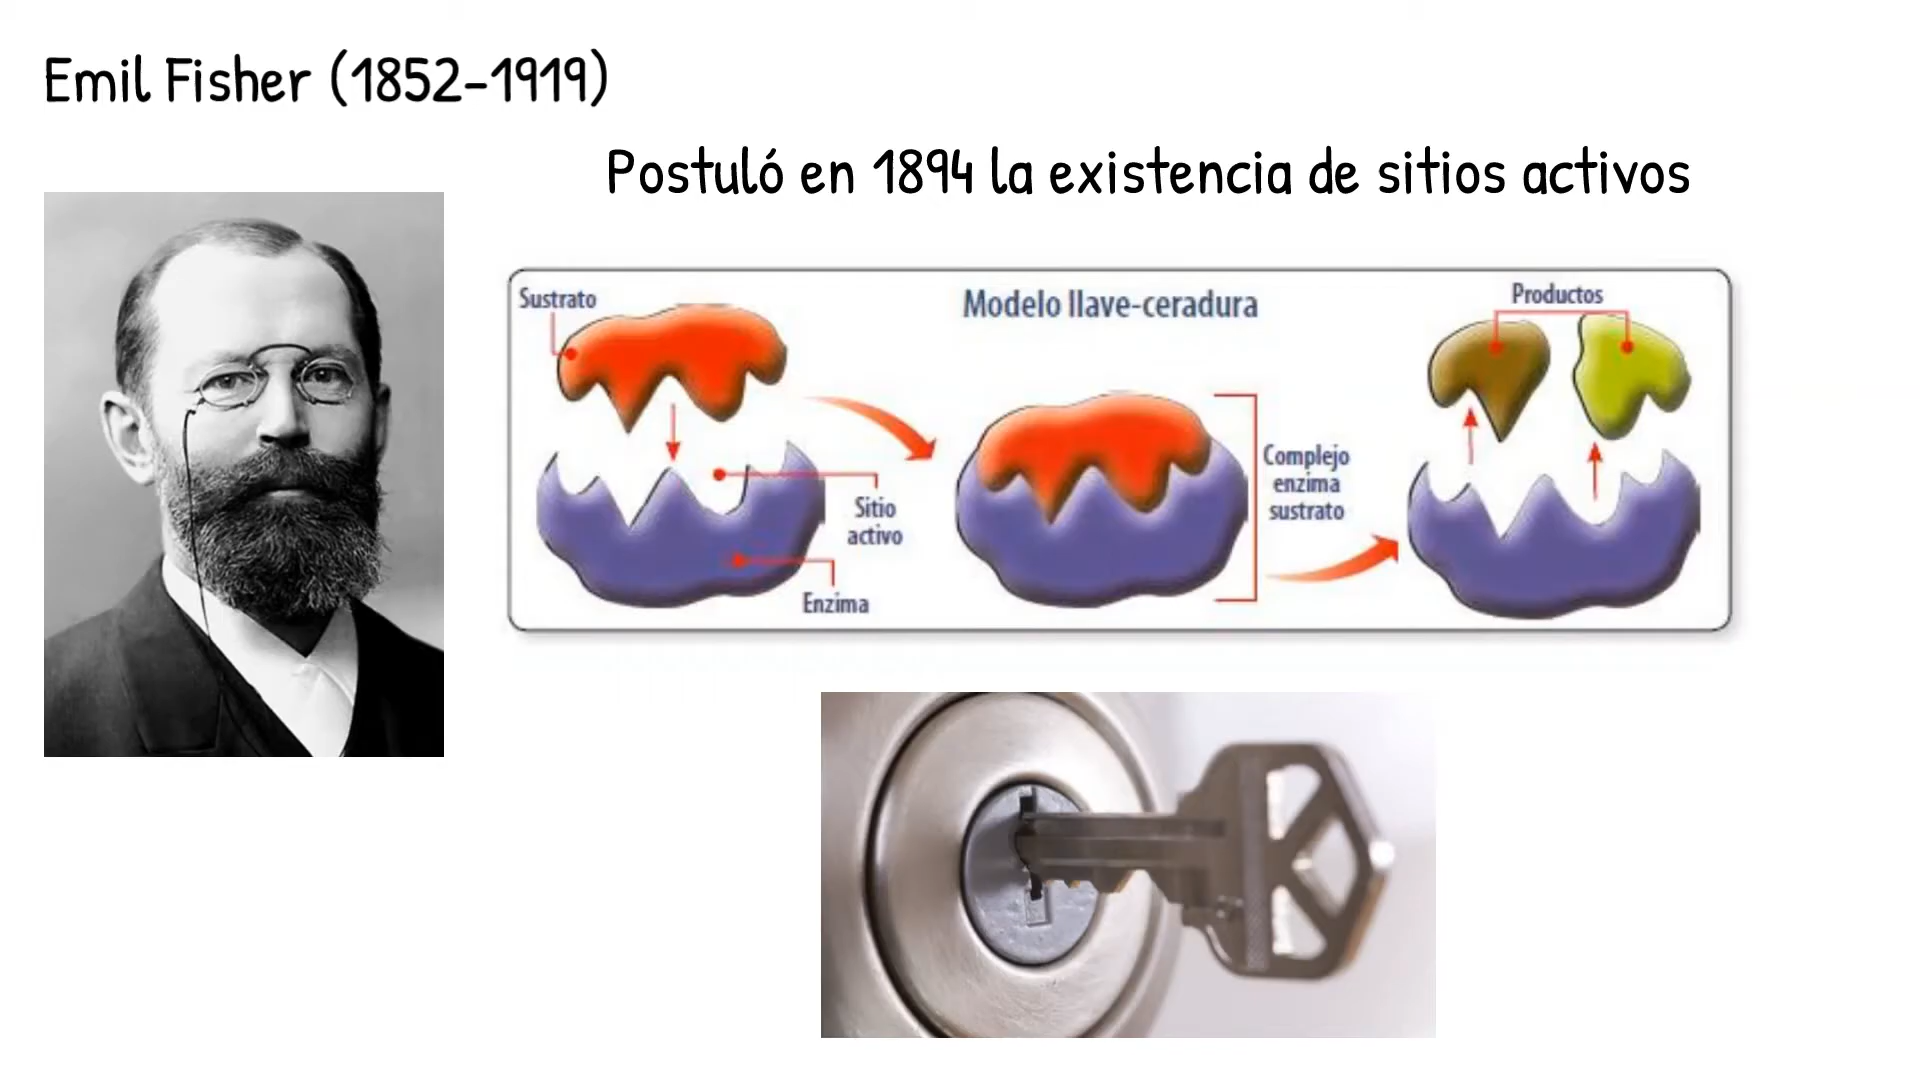 Emil Fisher (1852-1919)
Postuló en 1894 la existencia de sitios activos
Sustrato
Modelo llave-ceradura
Productos
Sitio
activo
Enzima
Complejo
enzima
sustrato